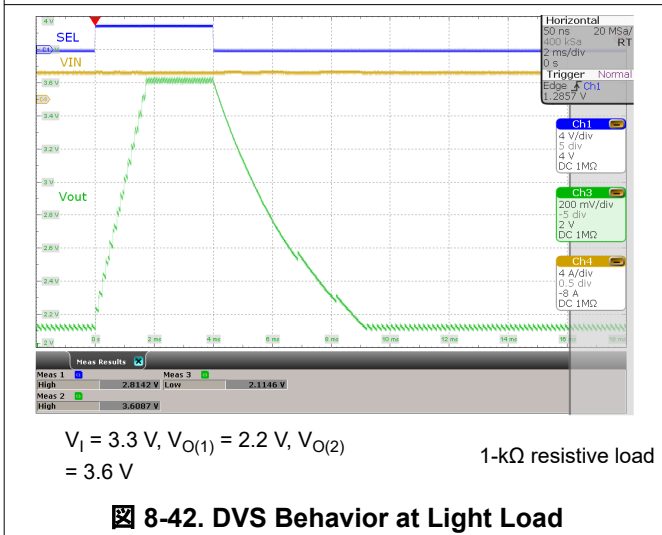 4 V
SEL
C1
VIN
3.6 V
C4
3.4 V
3.2 V
3 V
Vout
2.8 V
2.6 V
2.4 V
2.2 V
2 V
0 s
2 ms
4 ms
6 ms
8 ms
10 ms
12 ms
14 ms
16 ms
18 ms
Horizontal
50 ns 20 MSa/
400 kSa RT
2 ms/div
0 s
Trigger Normal
Edge Ch1
1.2857 V
Ch1
4 V/div
5 div
4 V
DC 1MΩ
Ch3
200 mV/div
-5 div
2 V
DC 1MΩ
Ch4
4 A/div
0.5 div
-8 A
DC 1MΩ
Meas Results
Meas 1 Meas 3
High 2.8142 V Low 2.1146 V
Meas 2
High 3.6087 V
VI = 3.3 V, VO(1) = 2.2 V, VO(2)
= 3.6 V
1-kΩ resistive load
図 8-42. DVS Behavior at Light Load